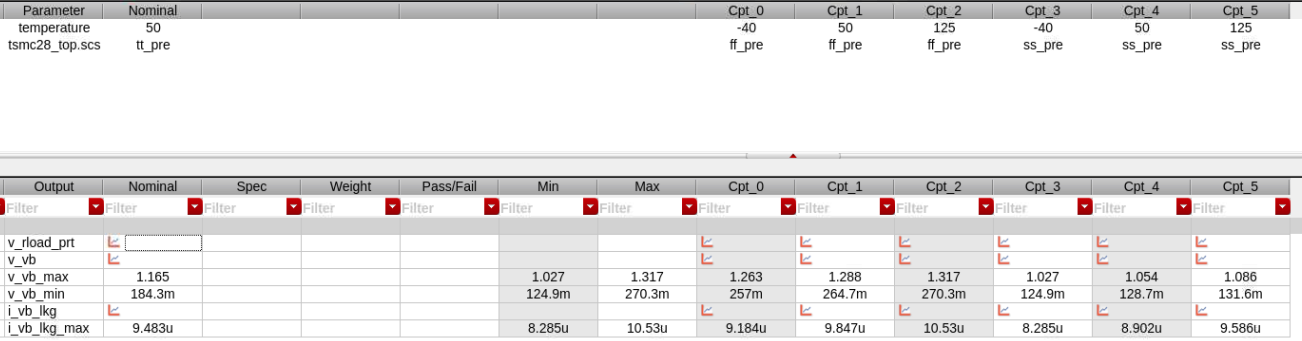 Parameter Nominal Cpt_0 Cpt_1 Cpt_2 Cpt_3 Cpt_4 Cpt_5
temperature 50 -40 50 125 -40 50 125
tsmc28_top.scs tt_pre ff_pre ff_pre ff_pre ss_pre ss_pre ss_pre
Output Nominal Spec Weight Pass/Fail Min Max Cpt_0 Cpt_1 Cpt_2 Cpt_3 Cpt_4 Cpt_5
Filter Filter Filter Filter Filter Filter Filter Filter Filter Filter Filter Filter Filter
v_rload_prt
v_vb
v_vb_max 1.165 1.027 1.317 1.263 1.288 1.317 1.027 1.054 1.086
v_vb_min 184.3m 124.9m 270.3m 257m 264.7m 270.3m 124.9m 128.7m 131.6m
i_vb_lkg
i_vb_lkg_max 9.483u 8.285u 10.53u 9.184u 9.847u 10.53u 8.285u 8.902u 9.586u